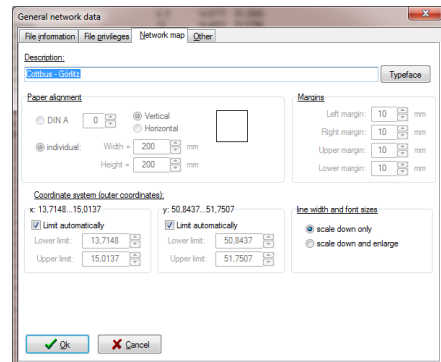 General network data
File information File privileges Network map Other
Description:
Cottbus - Görlitz Typeface
Paper alignment Margins
DIN A 0 Vertical Left margin: 10 mm
Horizontal Right margin: 10 mm
individual: Width = 200 mm Upper margin: 10 mm
Height = 200 mm Lower margin: 10 mm
Coordinate system (outer coordinates):
x: 13,7148...15,0137 y: 50,8437...51,7507 line width and font sizes
Limit automatically Limit automatically scale down only
Lower limit: 13,7148 Lower limit: 50,8437 scale down and enlarge
Upper limit: 15,0137 Upper limit: 51,7507
Ok Cancel